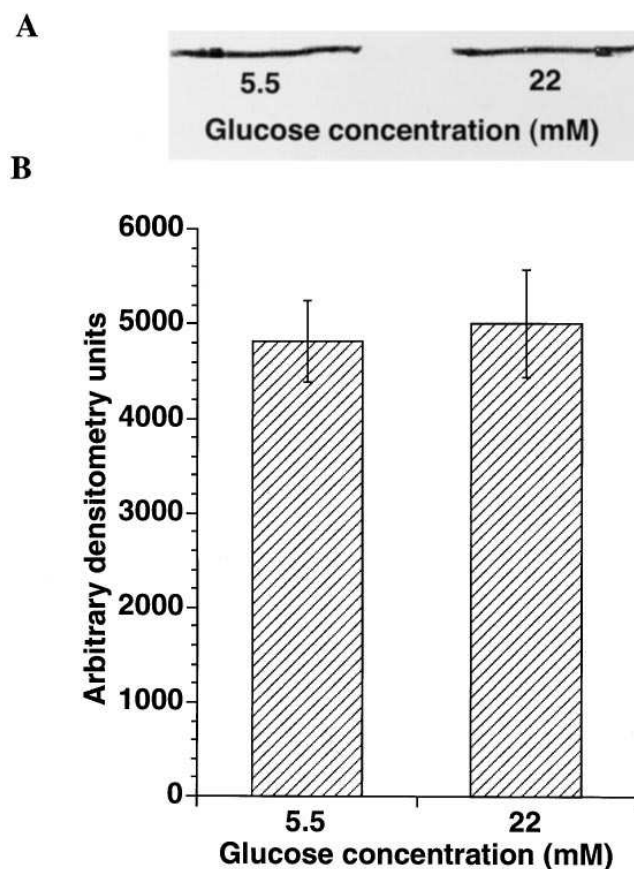 A
5.5 22
Glucose concentration (mM)
B
6000
5000
4000
3000
2000
1000
0
Arbitrary densitometry units
5.5 22
Glucose concentration (mM)